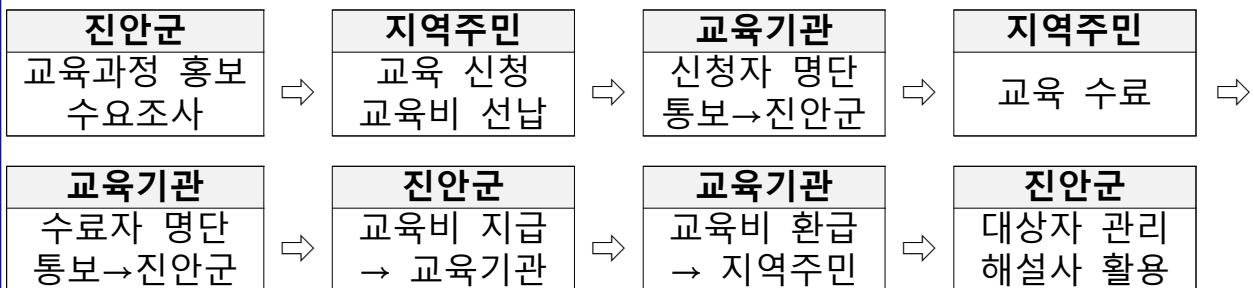 진안군
교육과정 홍보
수요조사
⇨
지역주민
교육 신청
교육비 선납
⇨
교육기관
신청자 명단
통보→진안군
⇨
지역주민
교육 수료
⇨
교육기관
수료자 명단
통보→진안군
⇨
진안군
교육비 지급
→ 교육기관
⇨
교육기관
교육비 환급
→ 지역주민
⇨
진안군
대상자 관리
해설사 활용